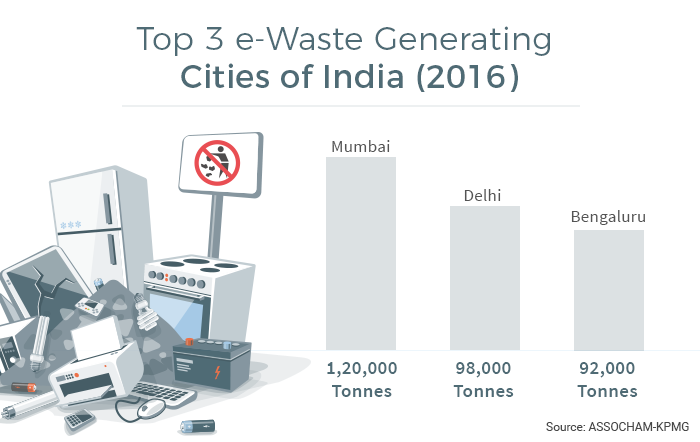 Top 3 e-Waste Generating
Cities of India (2016)
Mumbai
Delhi
Bengaluru
1,20,000
Tonnes
98,000
Tonnes
92,000
Tonnes
Source: ASSOCHAM-KPMG